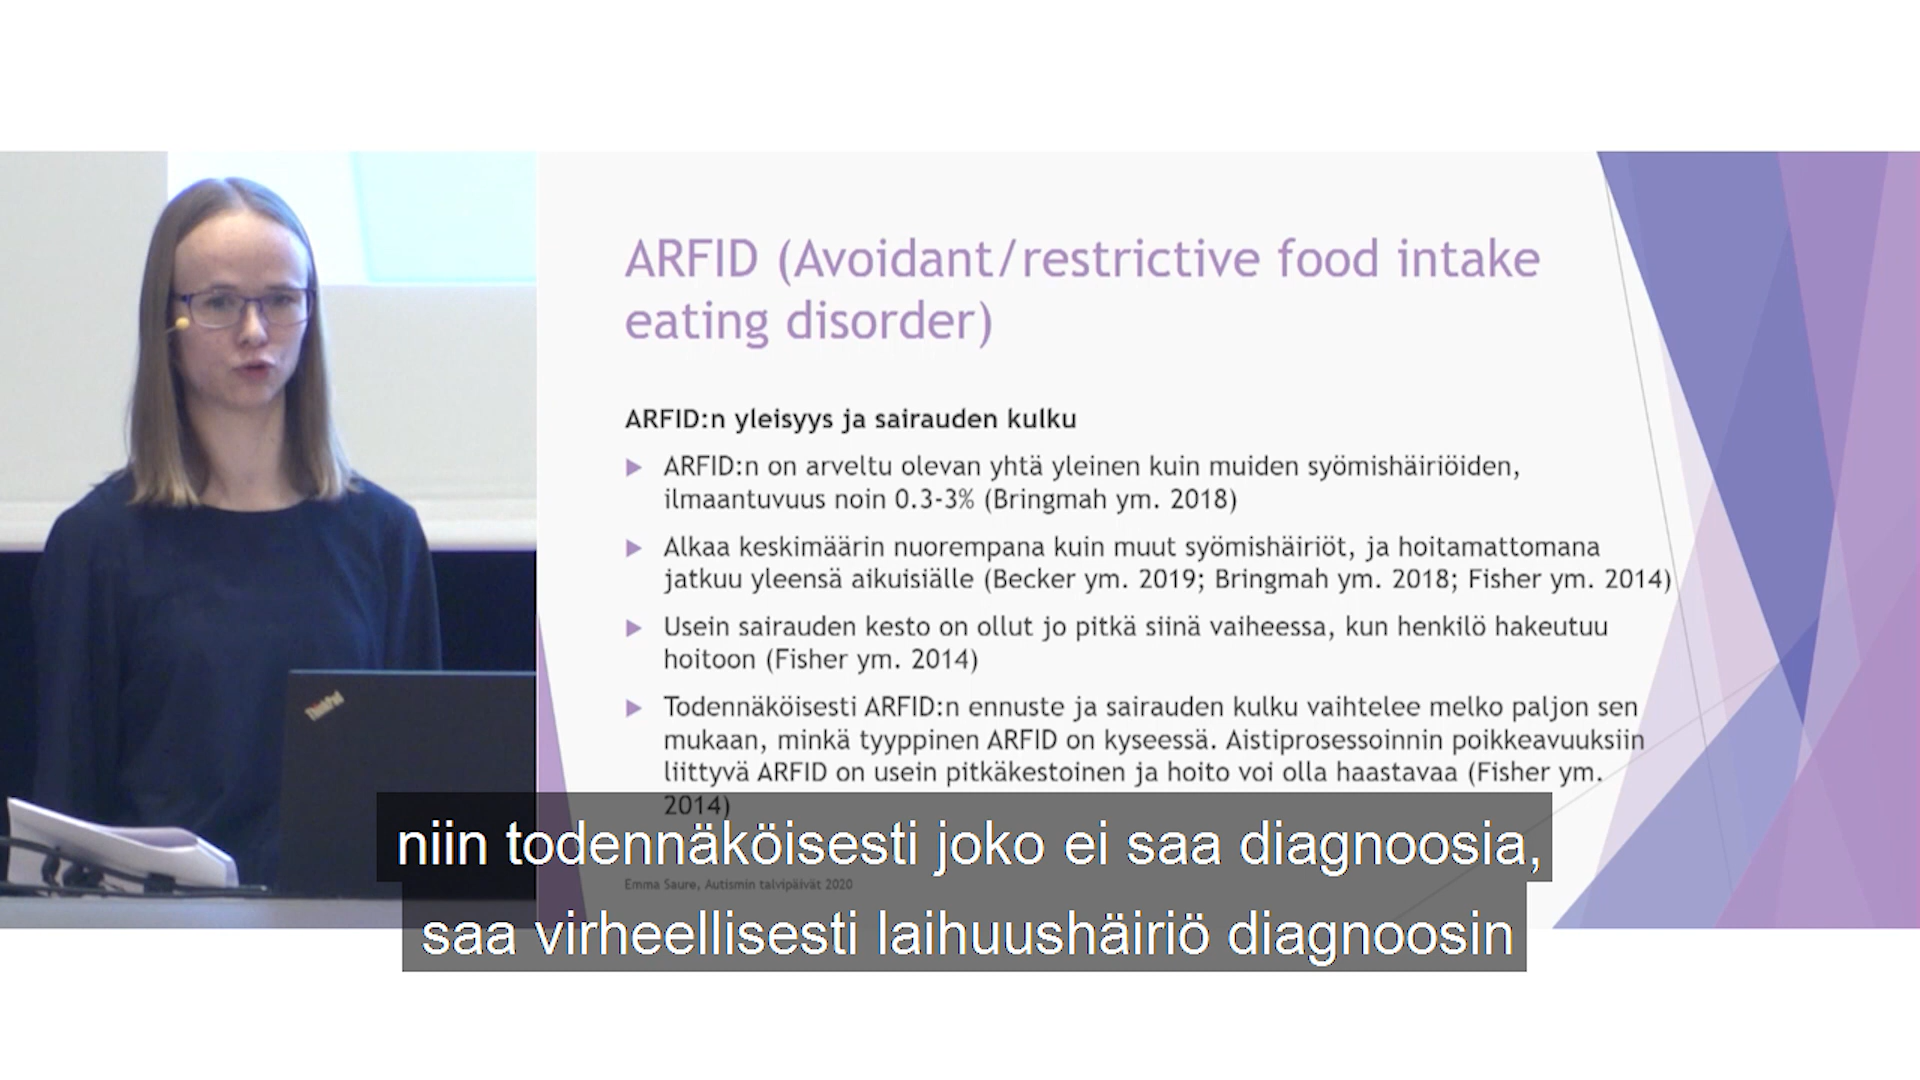 ARFID (Avoidant/restrictive food intake
eating disorder)
ARFID:n yleisyys ja sairauden kulku
ARFID:n on arveltu olevan yhtä yleinen kuin muiden syömishäiriöiden,
ilmaantuvuus noin 0.3-3% (Bringmah ym. 2018)
Alkaa keskimäärin nuorempana kuin muut syömishäiriöt, ja hoitamattomana
jatkuu yleensä aikuisiälle (Becker ym. 2019; Bringmah ym. 2018; Fisher ym. 2014)
Usein sairauden kesto on ollut jo pitkä siinä vaiheessa, kun henkilö hakeutuu
hoitoon (Fisher ym. 2014)
Todennäköisesti ARFID:n ennuste ja sairauden kulku vaihtelee melko paljon sen
mukaan, minkä tyyppinen ARFID on kyseessä. Aistiprosessoinnin poikkeavuuksiin
liittyvä ARFID on usein pitkäkestoinen ja hoito voi olla haastavaa (Fisher ym.
2014)
ThinkPad
niin todennäköisesti joko ei saa diagnoosia,
Emma Saure, Autismin talvipäivät 2020
saa virheellisesti laihuushäiriö diagnoosin